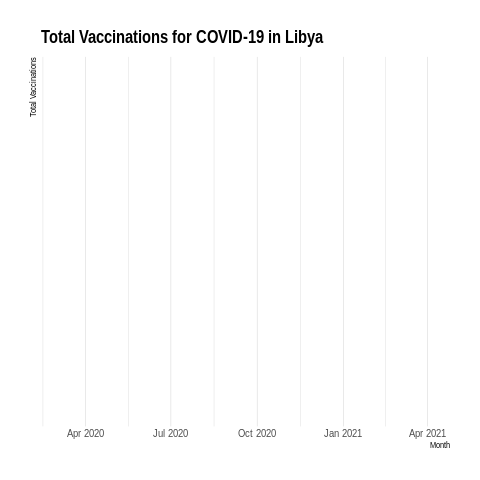 Total Vaccinations for COVID-19 in Libya
Total Vaccinations
Apr 2020 Jul 2020 Oct 2020 Jan 2021 Apr 2021
Month